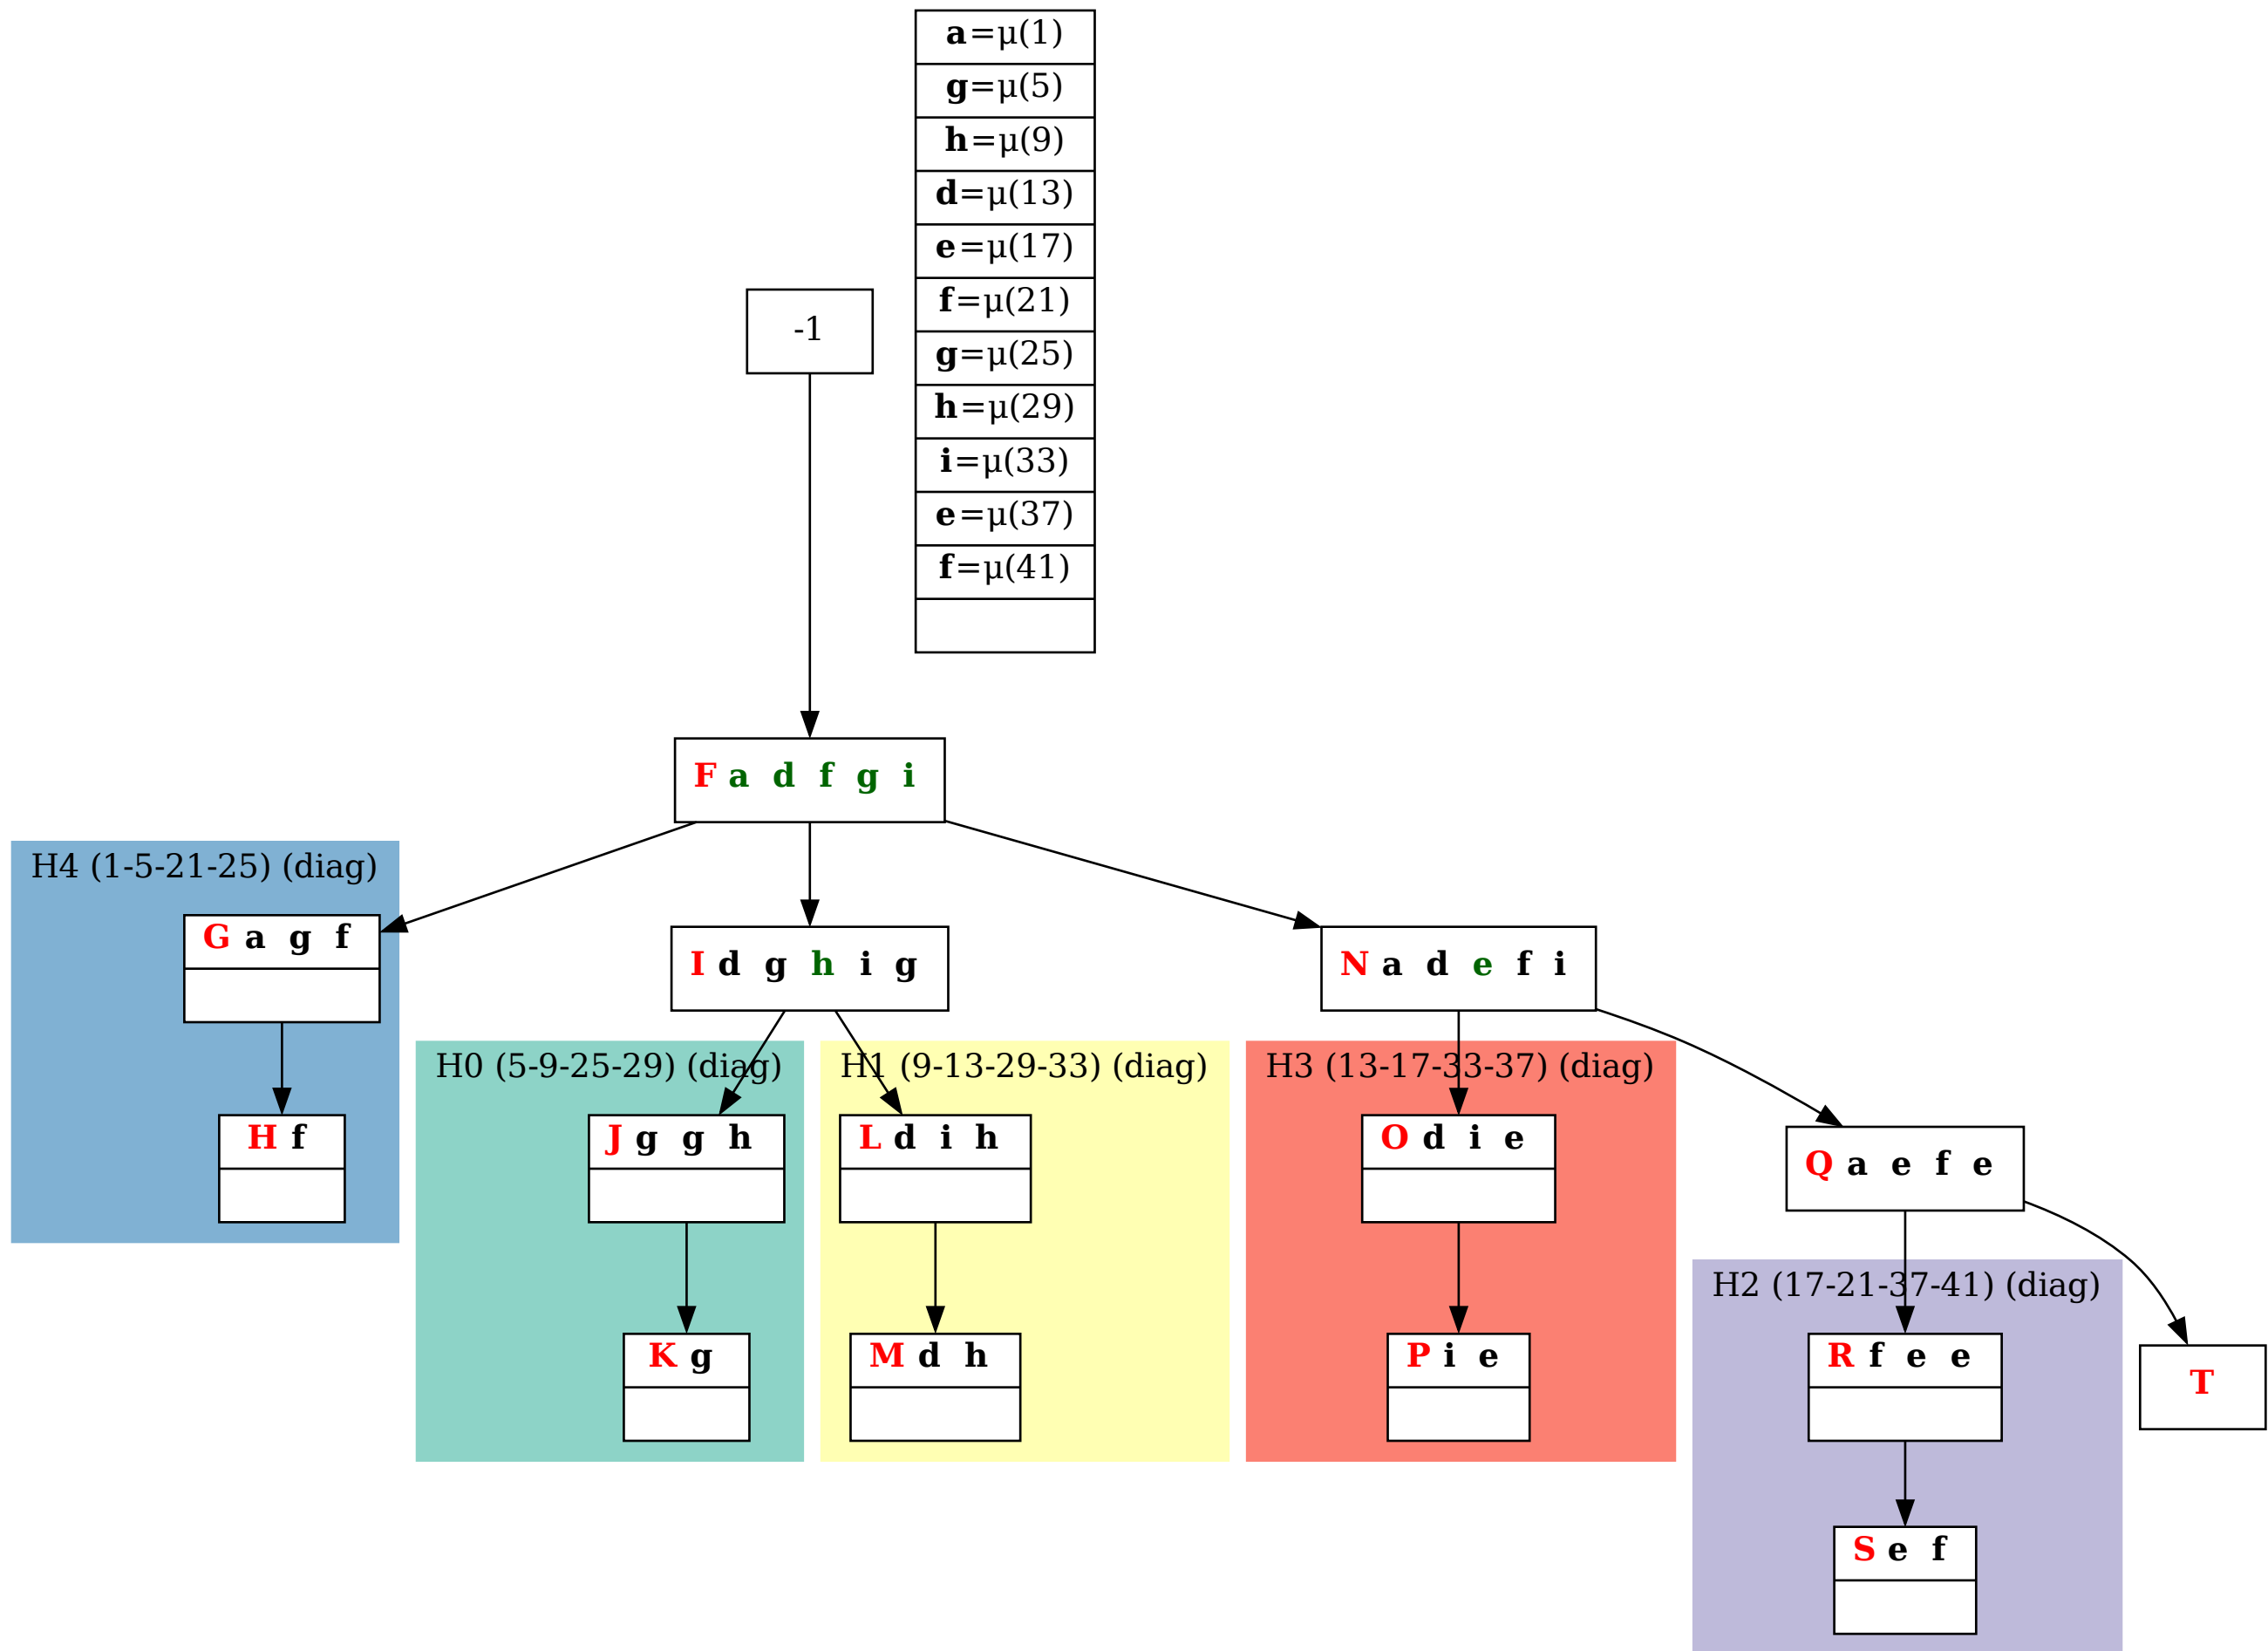 a=μ(1)
g=μ(5)
h=μ(9)
d=μ(13)
e=μ(17)
f=μ(21)
g=μ(25)
h=μ(29)
i=μ(33)
e=μ(37)
f=μ(41)
-1
F a d f g i
H4 (1-5-21-25) (diag)
G a g f
I d g h i g
N a d e f i
H0 (5-9-25-29) (diag)
H1 (9-13-29-33) (diag)
H3 (13-17-33-37) (diag)
H f
J g g h
L d i h
O d i e
Q a e f e
H2 (17-21-37-41) (diag)
K g
M d h
P i e
R f e e
T
S e f